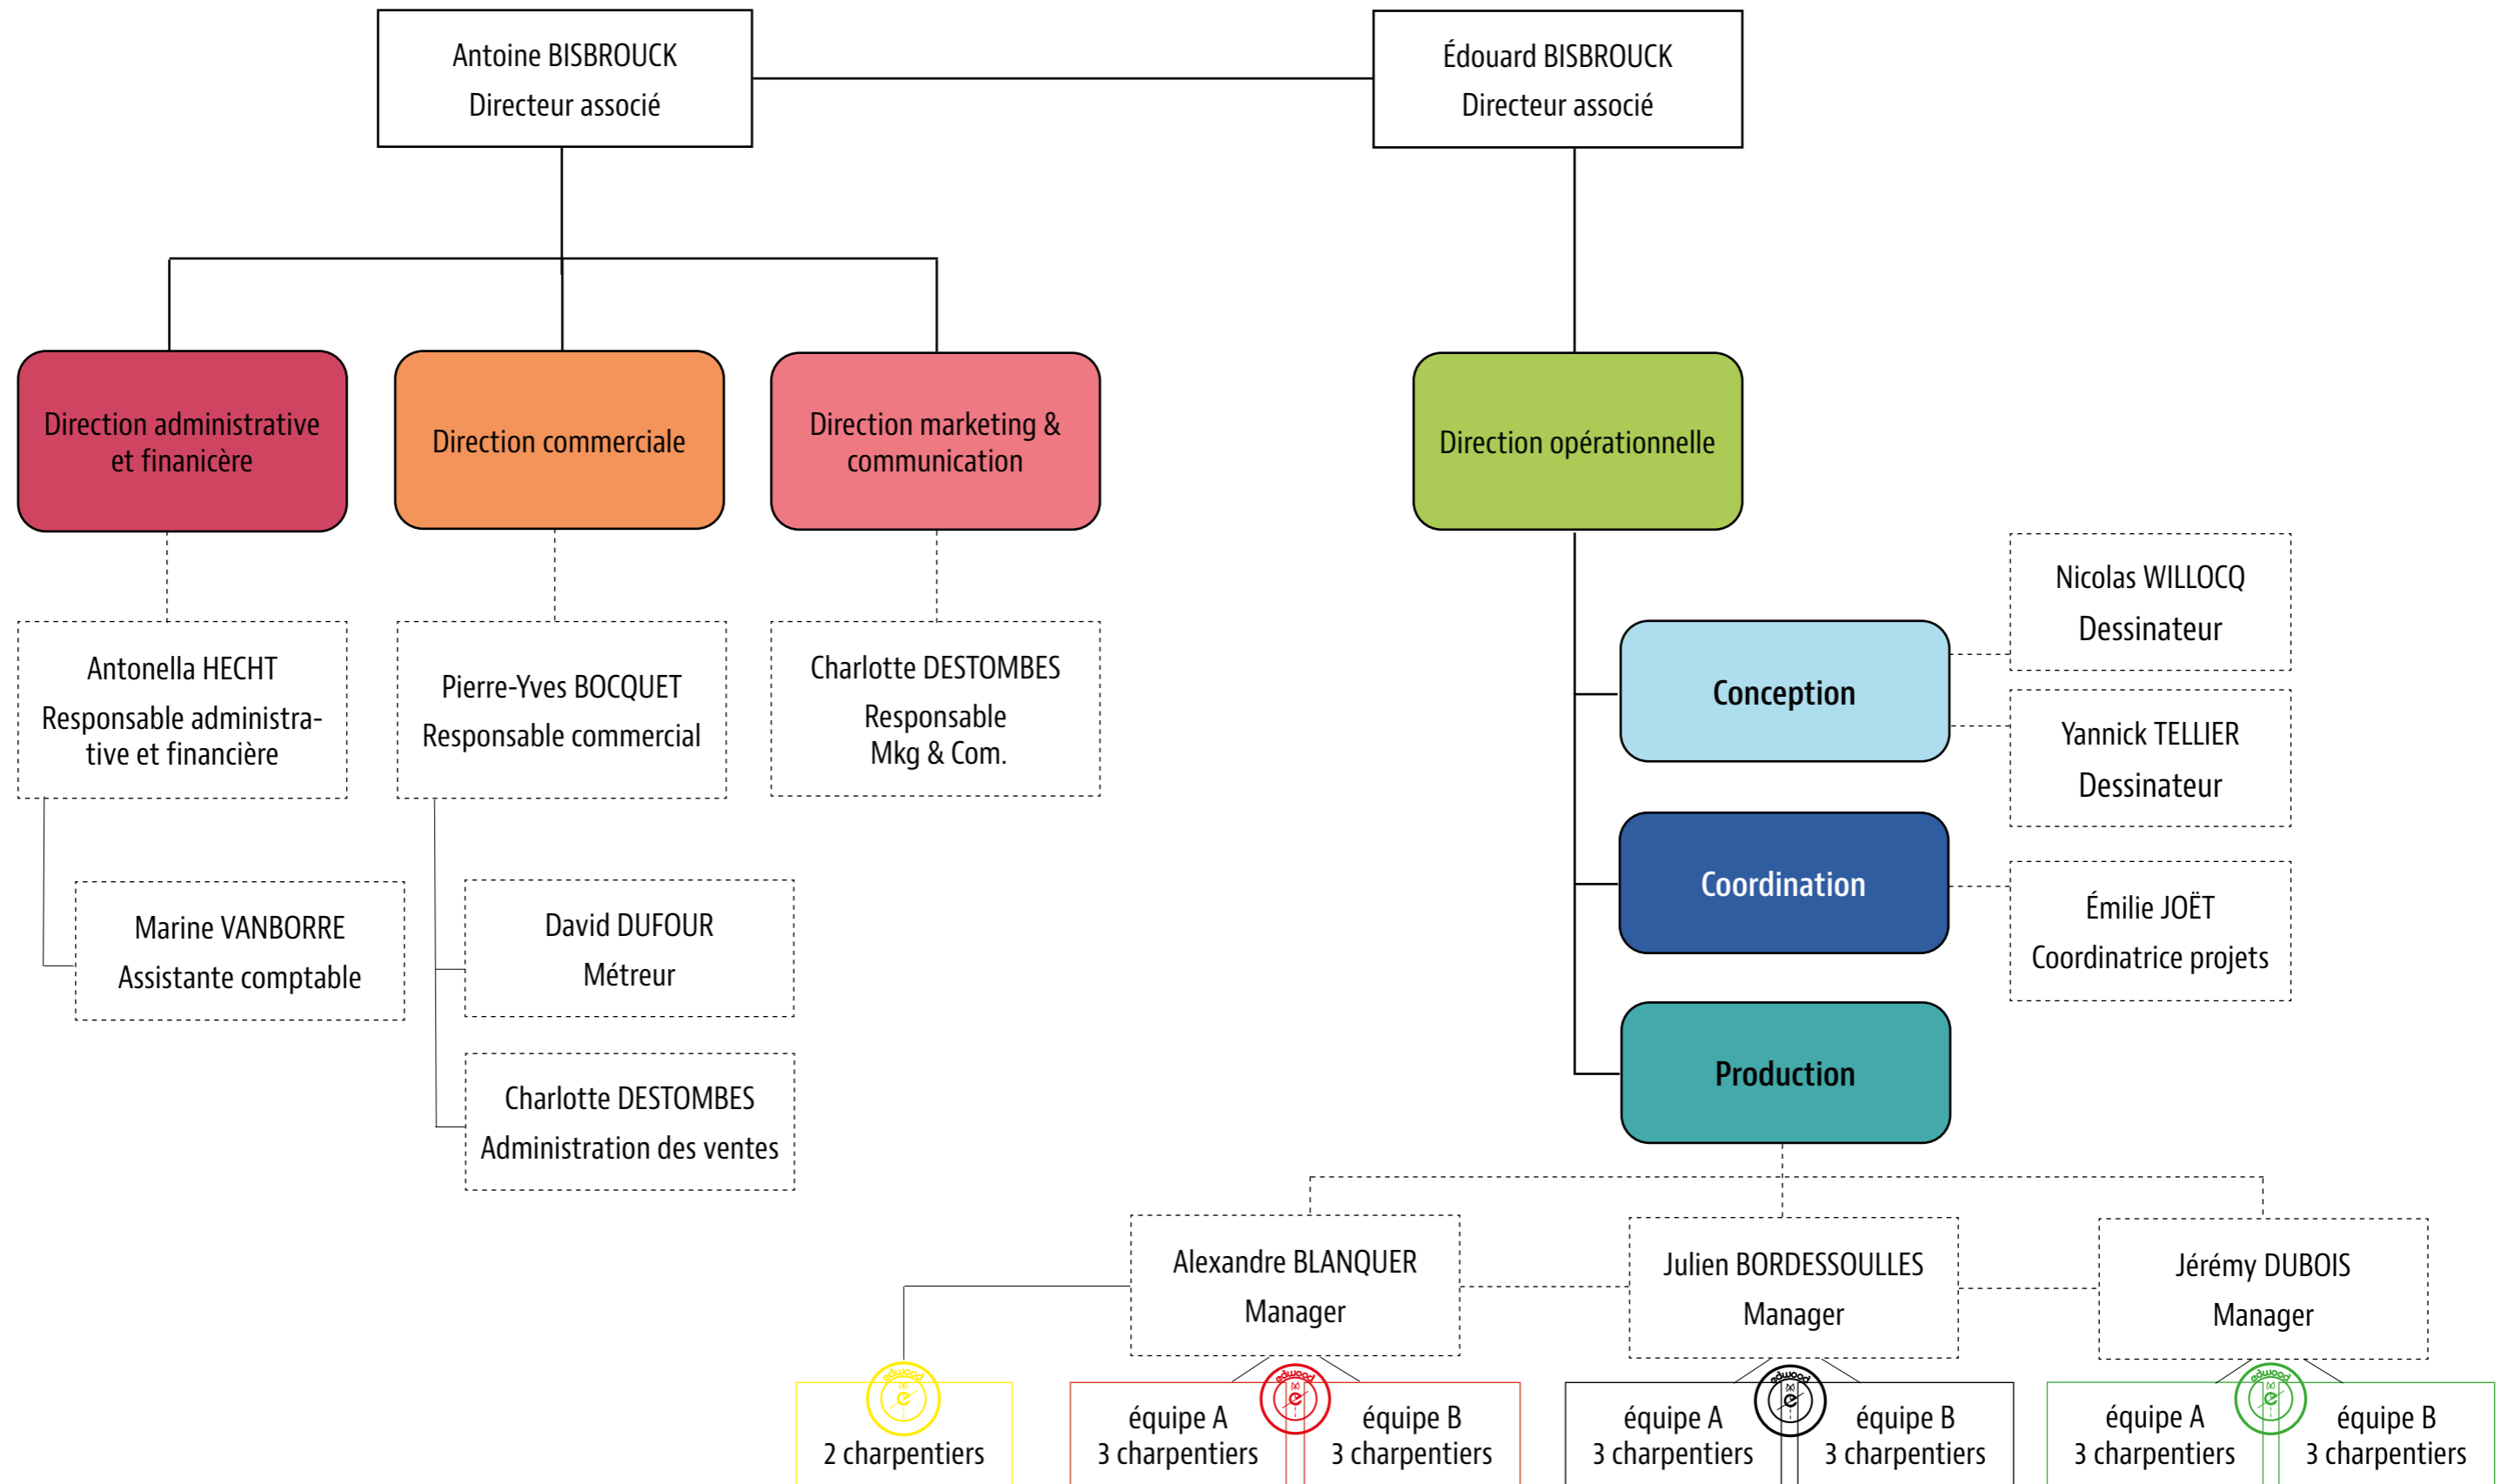 Antoine BISBROUCK
Directeur associé
Édouard BISBROUCK
Directeur associé
Direction administrative
et finanicère
Direction commerciale
Direction marketing &
communication
Direction opérationnelle
Antonella HECHT
Responsable administra-
tive et financière
Pierre-Yves BOCQUET
Responsable commercial
Charlotte DESTOMBES
Responsable
Mkg & Com.
Marine VANBORRE
Assistante comptable
David DUFOUR
Métreur
Charlotte DESTOMBES
Administration des ventes
Conception
Nicolas WILLOCQ
Dessinateur
Yannick TELLIER
Dessinateur
Coordination
Émilie JOËT
Coordinatrice projets
Production
Alexandre BLANQUER
Manager
Julien BORDESSOULLES
Manager
Jérémy DUBOIS
Manager
edwood
e
2 charpentiers
équipe A
3 charpentiers
edwood
e
équipe B
3 charpentiers
équipe A
3 charpentiers
edwood
e
équipe B
3 charpentiers
équipe A
3 charpentiers
edwood
e
équipe B
3 charpentiers